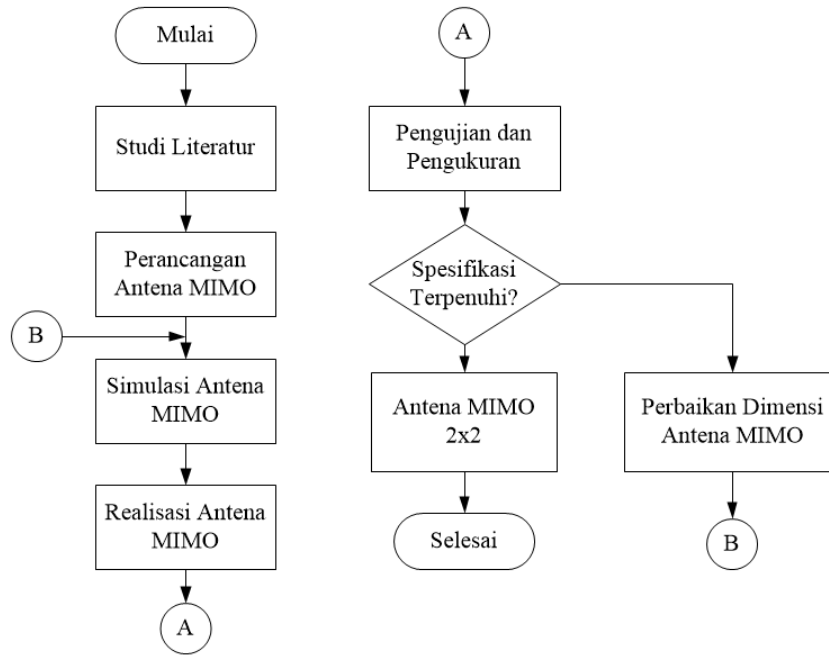 Mulai
Studi Literatur
Perancangan
Antena MIMO
B
Simulasi Antena
MIMO
Realisasi Antena
MIMO
A
A
Pengujian dan
Pengukuran
Spesifikasi
Terpenuhi?
Antena MIMO
2x2
Selesai
Perbaikan Dimensi
Antena MIMO
B